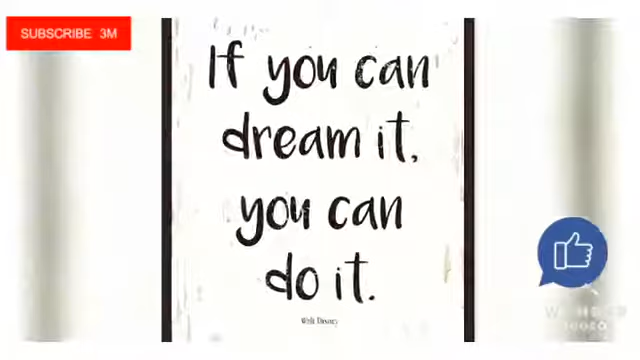 SUBSCRIBE 3M
If you can
dream it,
you can
do it.
Walt Disney